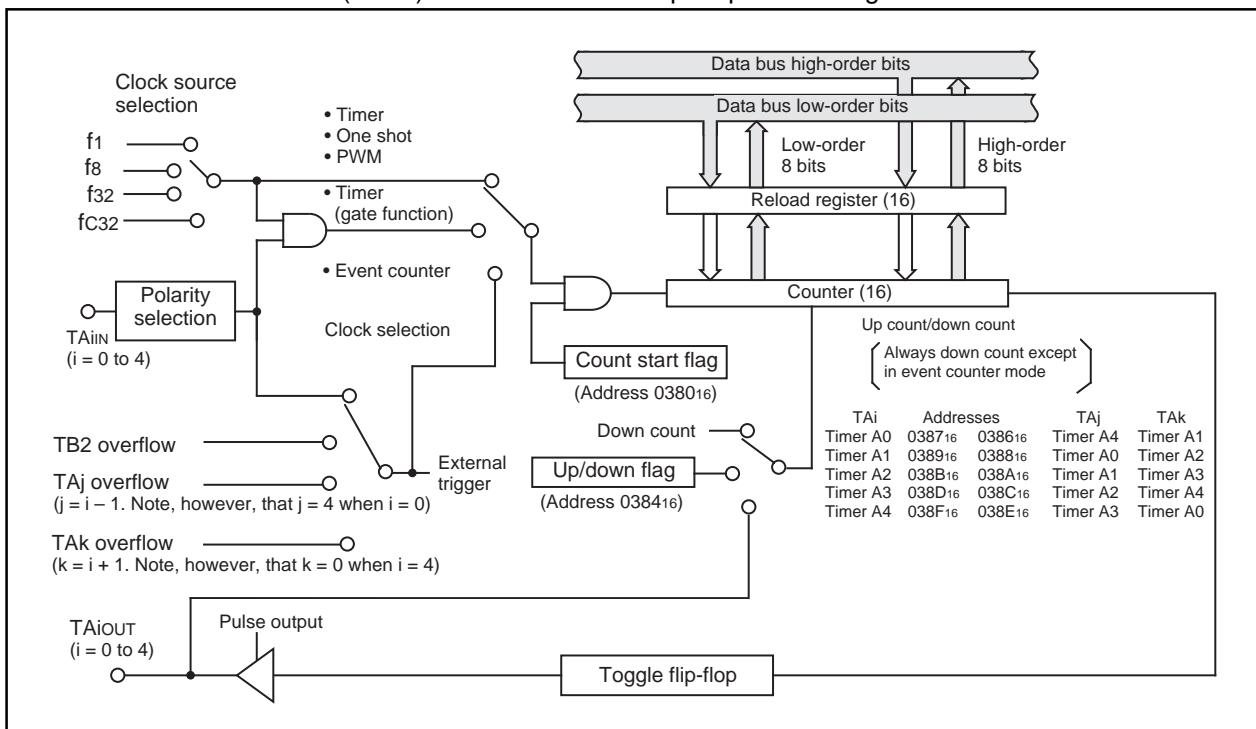 Clock source
selection
f1
f8
f32
fC32
• Timer
• One shot
• PWM
• Timer
(gate function)
• Event counter
Clock selection
Polarity
selection
TAiIN
(i = 0 to 4)
TB2 overflow
TAj overflow
(j = i – 1. Note, however, that j = 4 when i = 0)
TAk overflow
(k = i + 1. Note, however, that k = 0 when i = 4)
External
trigger
Data bus high-order bits
Data bus low-order bits
Low-order
8 bits
High-order
8 bits
Reload register (16)
Counter (16)
Up count/down count
Always down count except
in event counter mode
Count start flag
(Address 038016)
Down count
Up/down flag
(Address 038416)
TAi Addresses TAj TAk
Timer A0 038716 038616 Timer A4 Timer A1
Timer A1 038916 038816 Timer A0 Timer A2
Timer A2 038B16 038A16 Timer A1 Timer A3
Timer A3 038D16 038C16 Timer A2 Timer A4
Timer A4 038F16 038E16 Timer A3 Timer A0
TAiOUT
(i = 0 to 4)
Pulse output
Toggle flip-flop